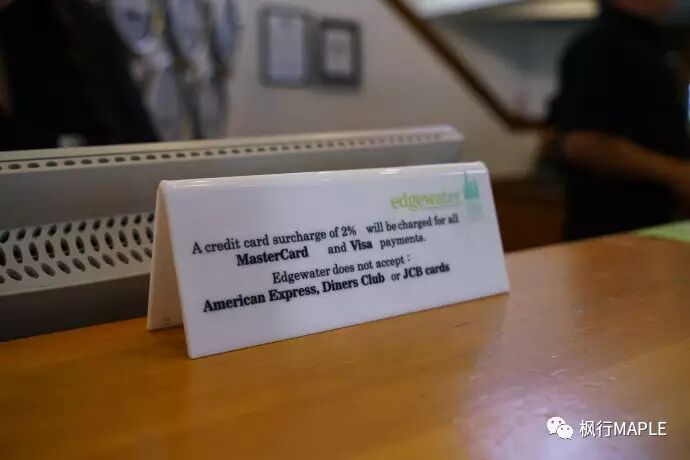 edgewater
A credit card surcharge of 2% will be charged for all
MasterCard and Visa payments.
Edgewater does not accept :
American Express, Diners Club or JCB cards
枫行MAPLE